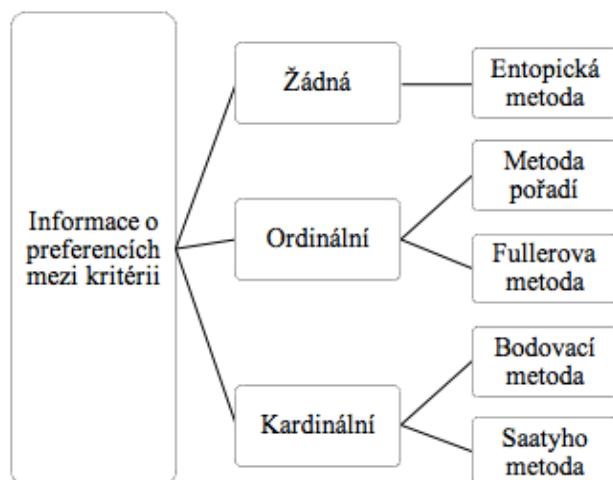 Informace o
preferencích
mezi kritérii
Žádná
Entopická
metoda
Ordinální
Metoda
pořadí
Fullerova
metoda
Kardinální
Bodovací
metoda
Saatyho
metoda